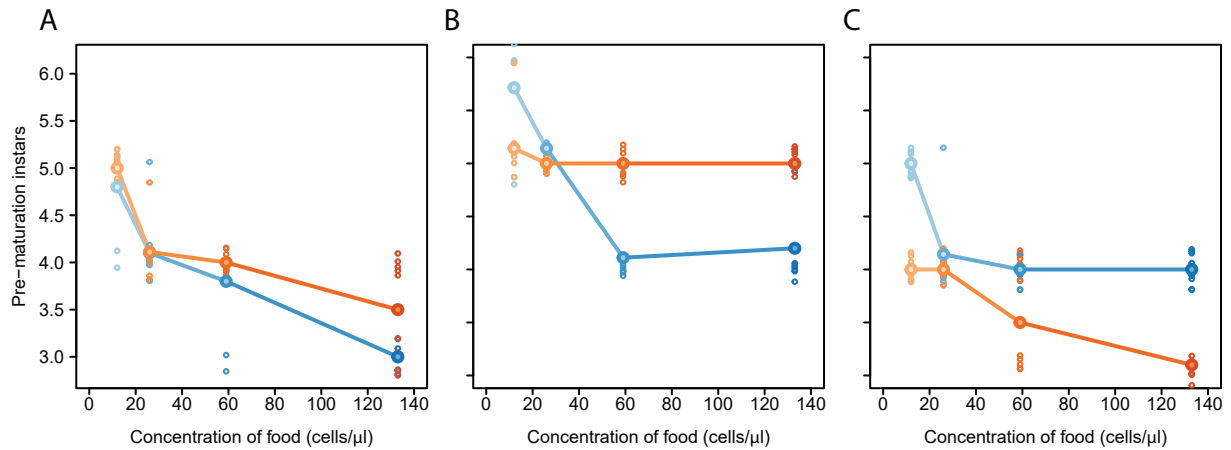 A B C
Pre−maturation instars
6.0
5.5
5.0
4.5
4.0
3.5
3.0
0 20 40 60 80 100 120 140 0 20 40 60 80 100 120 140 0 20 40 60 80 100 120 140
Concentration of food (cells/µl) Concentration of food (cells/µl) Concentration of food (cells/µl)